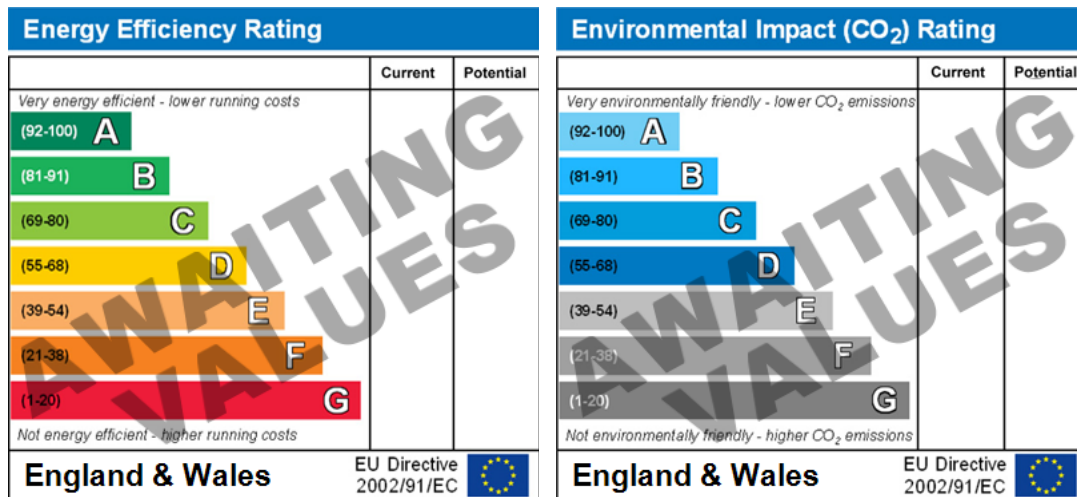 Energy Efficiency Rating
Current Potential
Very energy efficient - lower running costs
(92-100) A
(81-91) B
(69-80) C
(55-68) D
(39-54) E
(21-38) F
(1-20) G
Not energy efficient - higher running costs
AWAITING
VALUES
England & Wales
EU Directive
2002/91/EC
Environmental Impact (CO₂) Rating
Current Potential
Very environmentally friendly - lower CO₂ emissions
(92-100) A
(81-91) B
(69-80) C
(55-68) D
(39-54) E
(21-38) F
(1-20) G
Not environmentally friendly - higher CO₂ emissions
AWAITING
VALUES
England & Wales
EU Directive
2002/91/EC